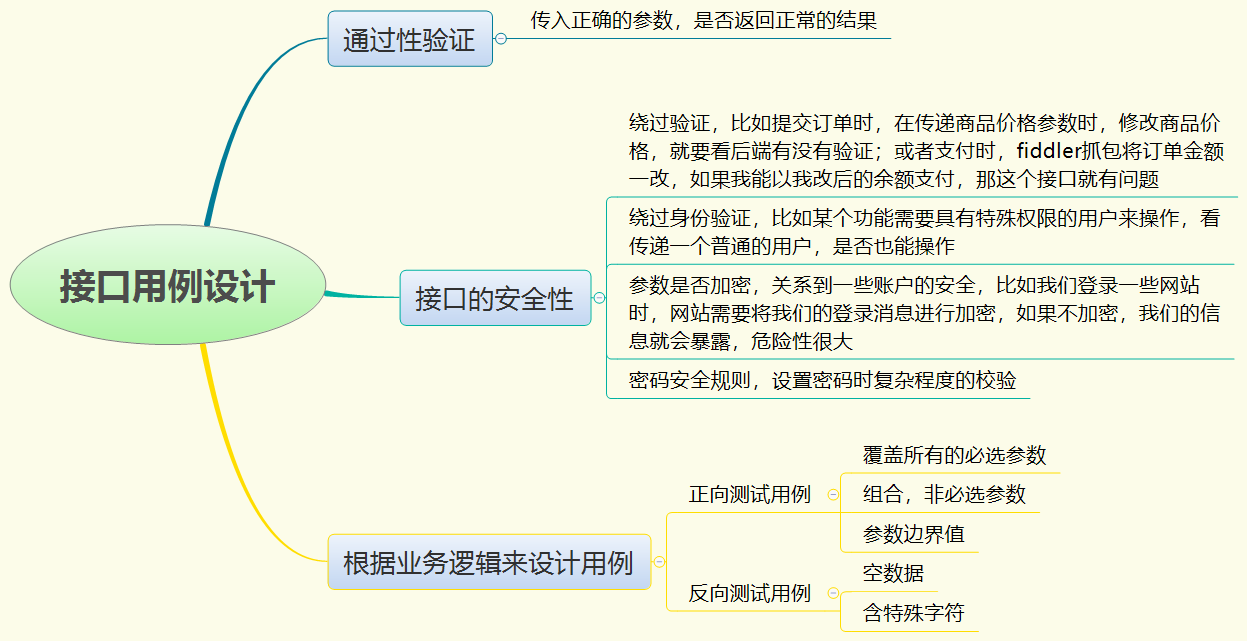 通过性验证
传入正确的参数，是否返回正常的结果
接口用例设计
接口的安全性
绕过验证，比如提交订单时，在传递商品价格参数时，修改商品价
格，就要看后端有没有验证；或者支付时，fiddler抓包将订单金额
一改，如果我能以我改后的余额支付，那这个接口就有问题
绕过身份验证，比如某个功能需要具有特殊权限的用户来操作，看
传递一个普通的用户，是否也能操作
参数是否加密，关系到一些账户的安全，比如我们登录一些网站
时，网站需要将我们的登录消息进行加密，如果不加密，我们的信
息就会暴露，危险性很大
密码安全规则，设置密码时复杂程度的校验
根据业务逻辑来设计用例
正向测试用例
覆盖所有的必选参数
组合，非必选参数
参数边界值
反向测试用例
空数据
含特殊字符